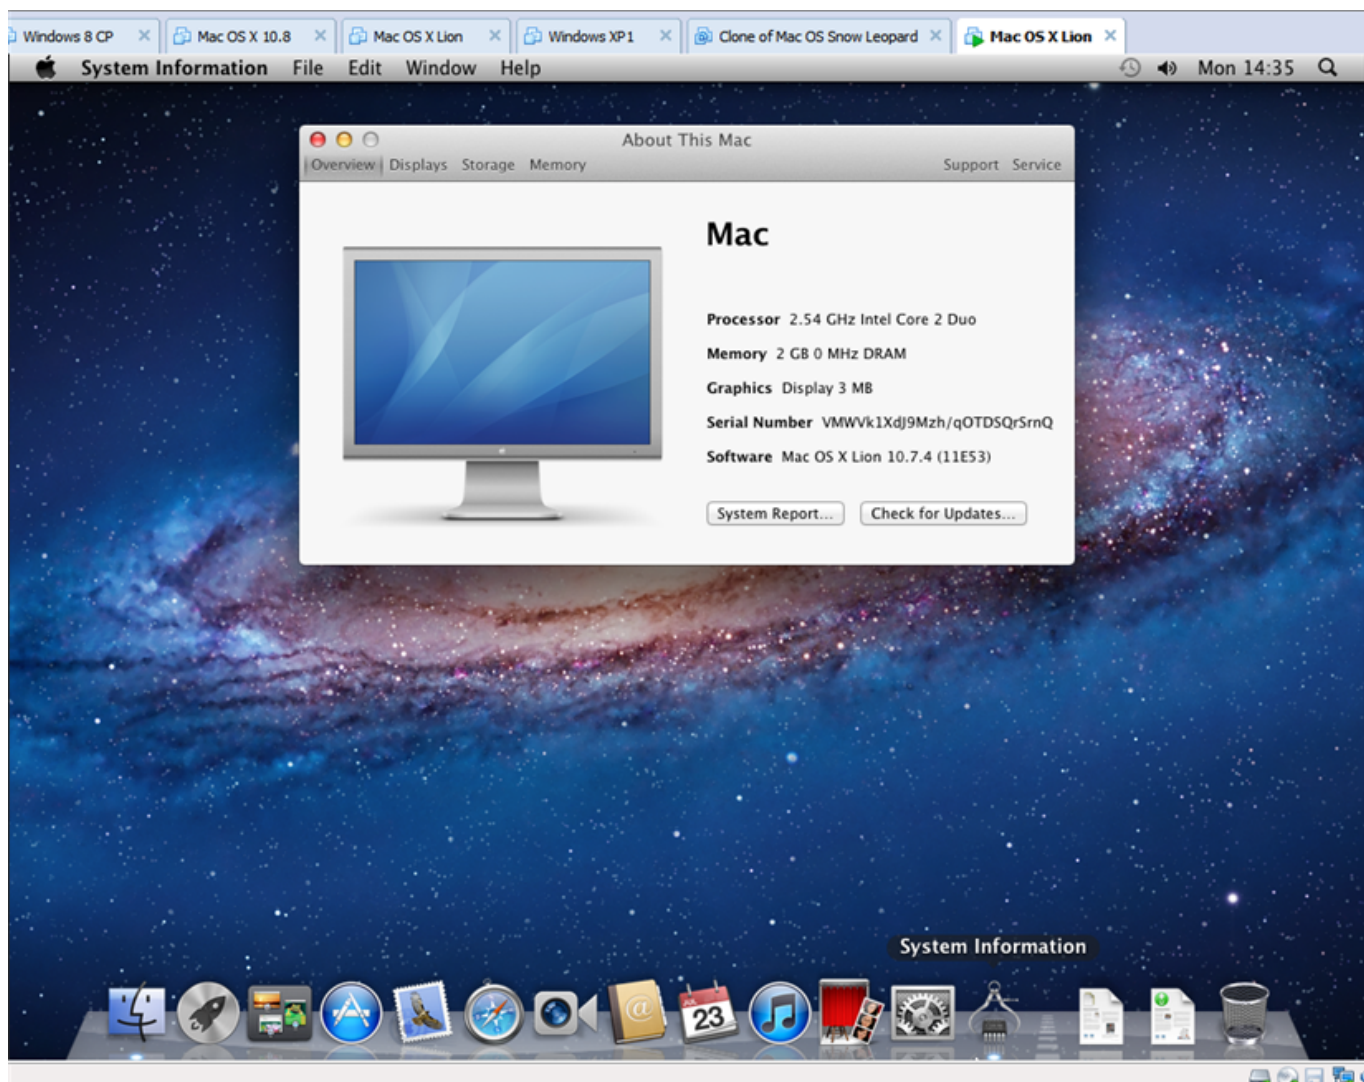 Windows 8 CP Mac OS X 10.8 Mac OS X Lion Windows XP1 Clone of Mac OS Snow Leopard Mac OS X Lion
System Information File Edit Window Help Mon 14:35
About This Mac
Overview Displays Storage Memory Support Service
Mac
Processor 2.54 GHz Intel Core 2 Duo
Memory 2 GB 0 MHz DRAM
Graphics Display 3 MB
Serial Number VMWVk1XdJ9Mzh/qOTDSQrSrnQ
Software Mac OS X Lion 10.7.4 (11E53)
System Report... Check for Updates...
System Information
JUL
23